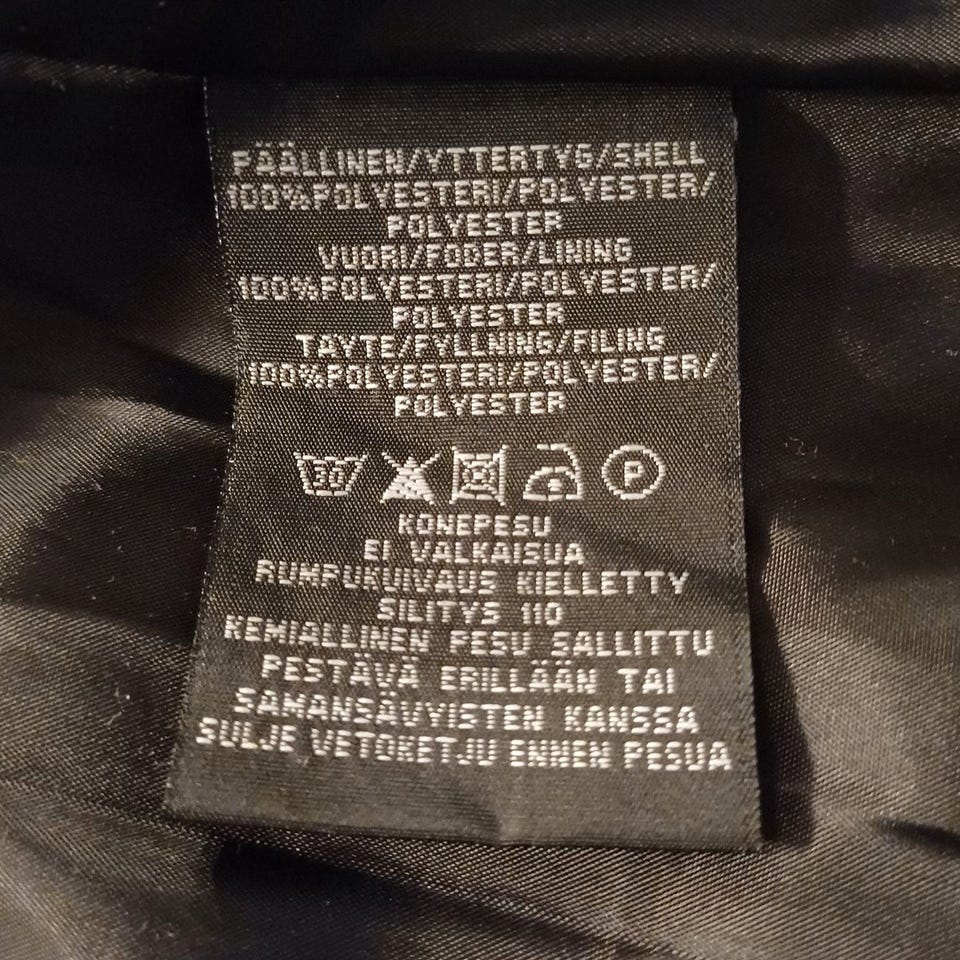 PÄÄLLINEN/YTTERTYG/SHELL
100%POLYESTERI/POLYESTER/
POLYESTER
VUORI/FODER/LINING
100%POLYESTERI/POLYESTER/
POLYESTER
TAYTE/FYLLNING/FILING
100%POLYESTERI/POLYESTER/
POLYESTER
30 P
KONEPESU
EI VALKAISUA
RUMPUKUIVAUS KIELLETTY
SILITYS 110
KEMIALLINEN PESU SALLITTU
PESTÄVÄ ERILLÄÄN TAI
SAMANSÄVYISTEN KANSSA
SULJE VETOKETJU ENNEN PESUA